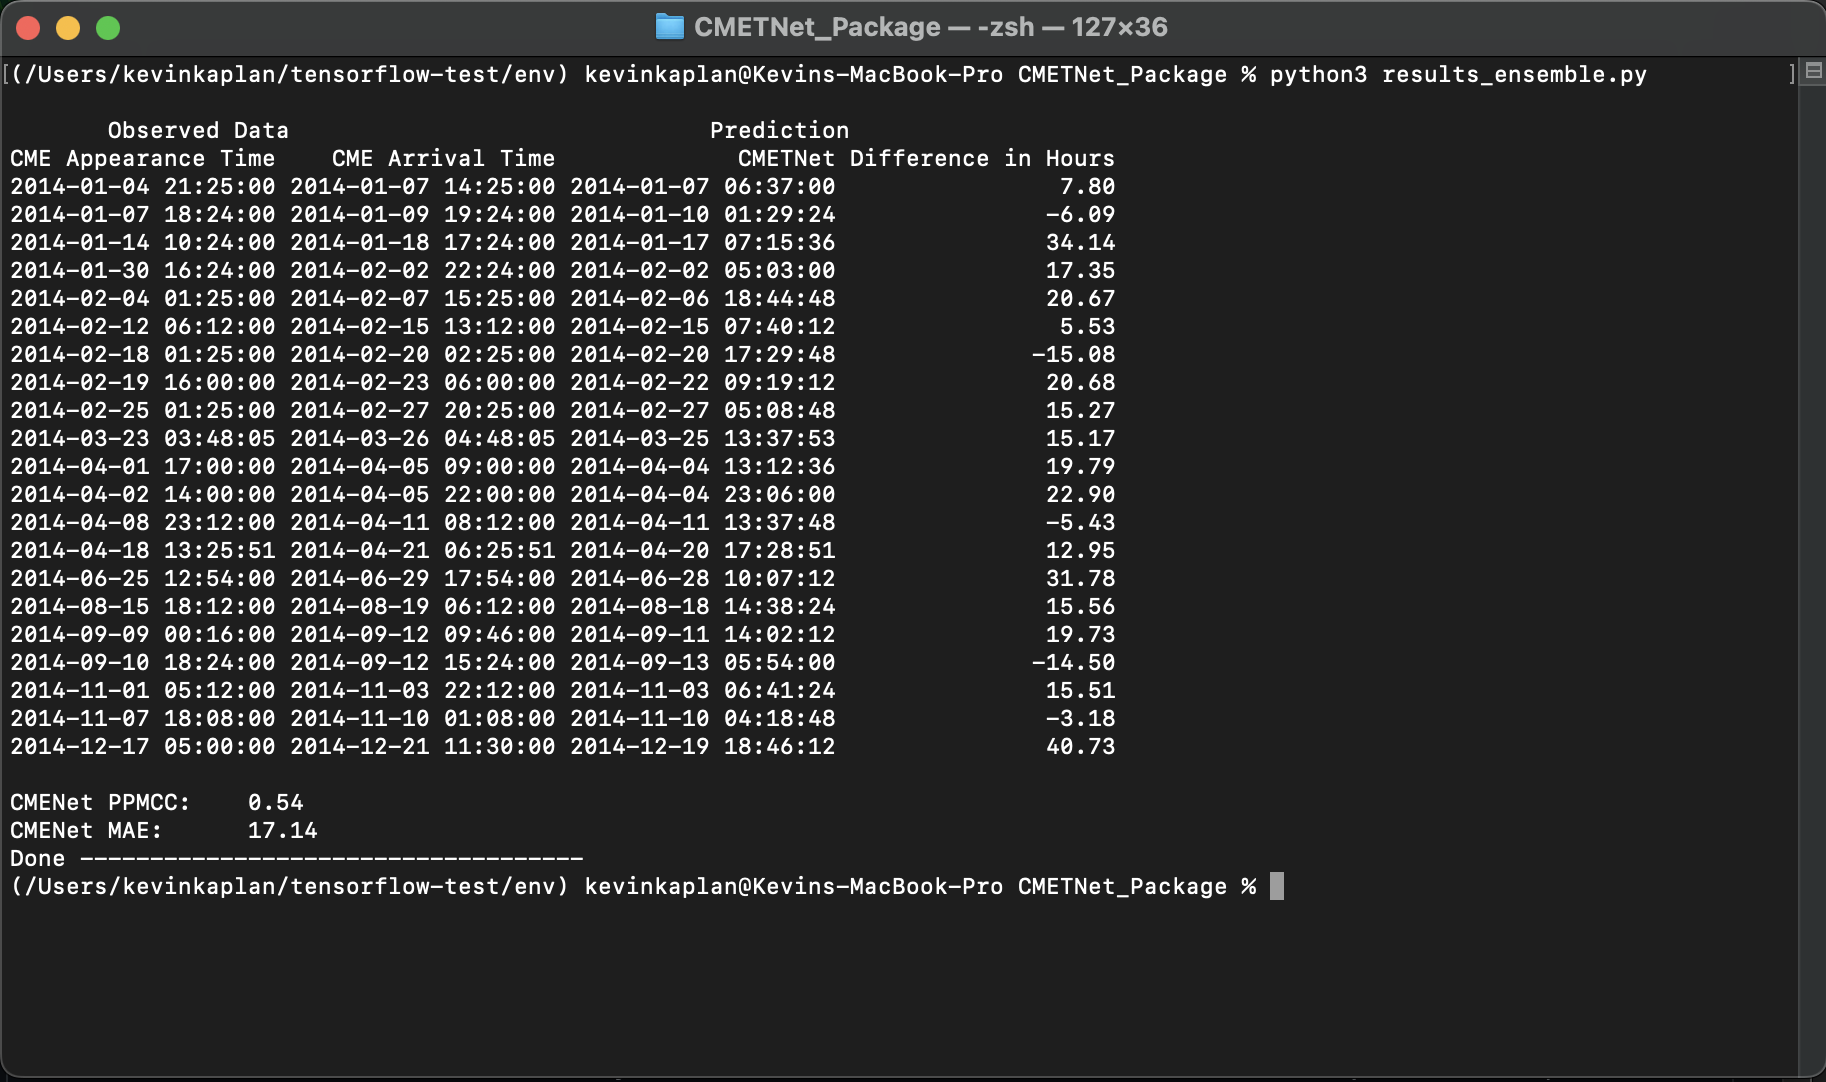 CMETNet_Package — -zsh — 127×36
[(/Users/kevinkaplan/tensorflow-test/env) kevinkaplan@Kevins-MacBook-Pro CMETNet_Package % python3 results_ensemble.py ]
Observed Data Prediction
CME Appearance Time CME Arrival Time CMETNet Difference in Hours
2014-01-04 21:25:00 2014-01-07 14:25:00 2014-01-07 06:37:00 7.80
2014-01-07 18:24:00 2014-01-09 19:24:00 2014-01-10 01:29:24 -6.09
2014-01-14 10:24:00 2014-01-18 17:24:00 2014-01-17 07:15:36 34.14
2014-01-30 16:24:00 2014-02-02 22:24:00 2014-02-02 05:03:00 17.35
2014-02-04 01:25:00 2014-02-07 15:25:00 2014-02-06 18:44:48 20.67
2014-02-12 06:12:00 2014-02-15 13:12:00 2014-02-15 07:40:12 5.53
2014-02-18 01:25:00 2014-02-20 02:25:00 2014-02-20 17:29:48 -15.08
2014-02-19 16:00:00 2014-02-23 06:00:00 2014-02-22 09:19:12 20.68
2014-02-25 01:25:00 2014-02-27 20:25:00 2014-02-27 05:08:48 15.27
2014-03-23 03:48:05 2014-03-26 04:48:05 2014-03-25 13:37:53 15.17
2014-04-01 17:00:00 2014-04-05 09:00:00 2014-04-04 13:12:36 19.79
2014-04-02 14:00:00 2014-04-05 22:00:00 2014-04-04 23:06:00 22.90
2014-04-08 23:12:00 2014-04-11 08:12:00 2014-04-11 13:37:48 -5.43
2014-04-18 13:25:51 2014-04-21 06:25:51 2014-04-20 17:28:51 12.95
2014-06-25 12:54:00 2014-06-29 17:54:00 2014-06-28 10:07:12 31.78
2014-08-15 18:12:00 2014-08-19 06:12:00 2014-08-18 14:38:24 15.56
2014-09-09 00:16:00 2014-09-12 09:46:00 2014-09-11 14:02:12 19.73
2014-09-10 18:24:00 2014-09-12 15:24:00 2014-09-13 05:54:00 -14.50
2014-11-01 05:12:00 2014-11-03 22:12:00 2014-11-03 06:41:24 15.51
2014-11-07 18:08:00 2014-11-10 01:08:00 2014-11-10 04:18:48 -3.18
2014-12-17 05:00:00 2014-12-21 11:30:00 2014-12-19 18:46:12 40.73
CMENet PPMCC: 0.54
CMENet MAE: 17.14
Done ------------------------------------
(/Users/kevinkaplan/tensorflow-test/env) kevinkaplan@Kevins-MacBook-Pro CMETNet_Package %